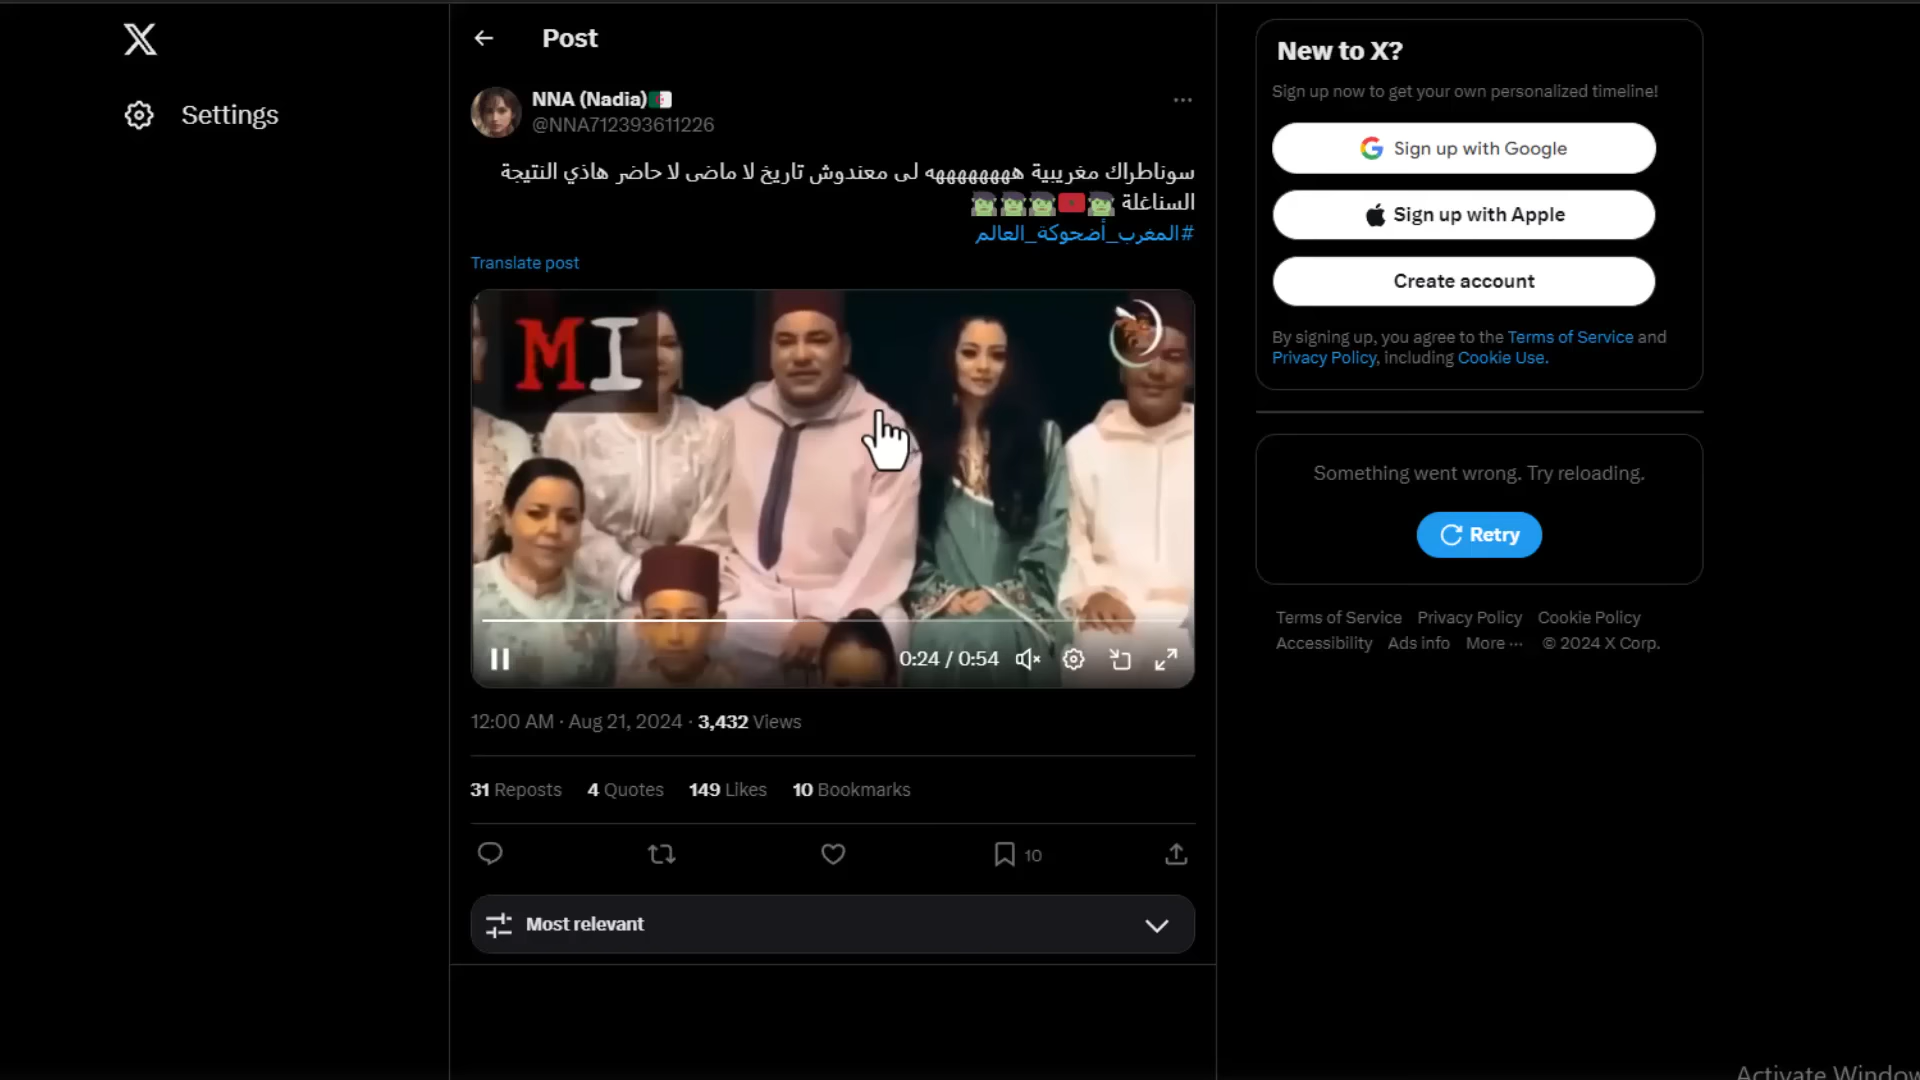 Post
Settings
NNA (Nadia)
@NNA712393611226
سوناطراك مغريبية ههههههههه لى معندوش تاريخ لا ماضى لا حاضر هاذي النتيجة
السناغلة
#المغرب_أضحوكة_العالم
Translate post
MI
0:24 / 0:54
12:00 AM · Aug 21, 2024 · 3,432 Views
31 Reposts 4 Quotes 149 Likes 10 Bookmarks
10
Most relevant
New to X?
Sign up now to get your own personalized timeline!
Sign up with Google
Sign up with Apple
Create account
By signing up, you agree to the Terms of Service and
Privacy Policy, including Cookie Use.
Something went wrong. Try reloading.
Retry
Terms of Service Privacy Policy Cookie Policy
Accessibility Ads info More ··· © 2024 X Corp.
Activate Window